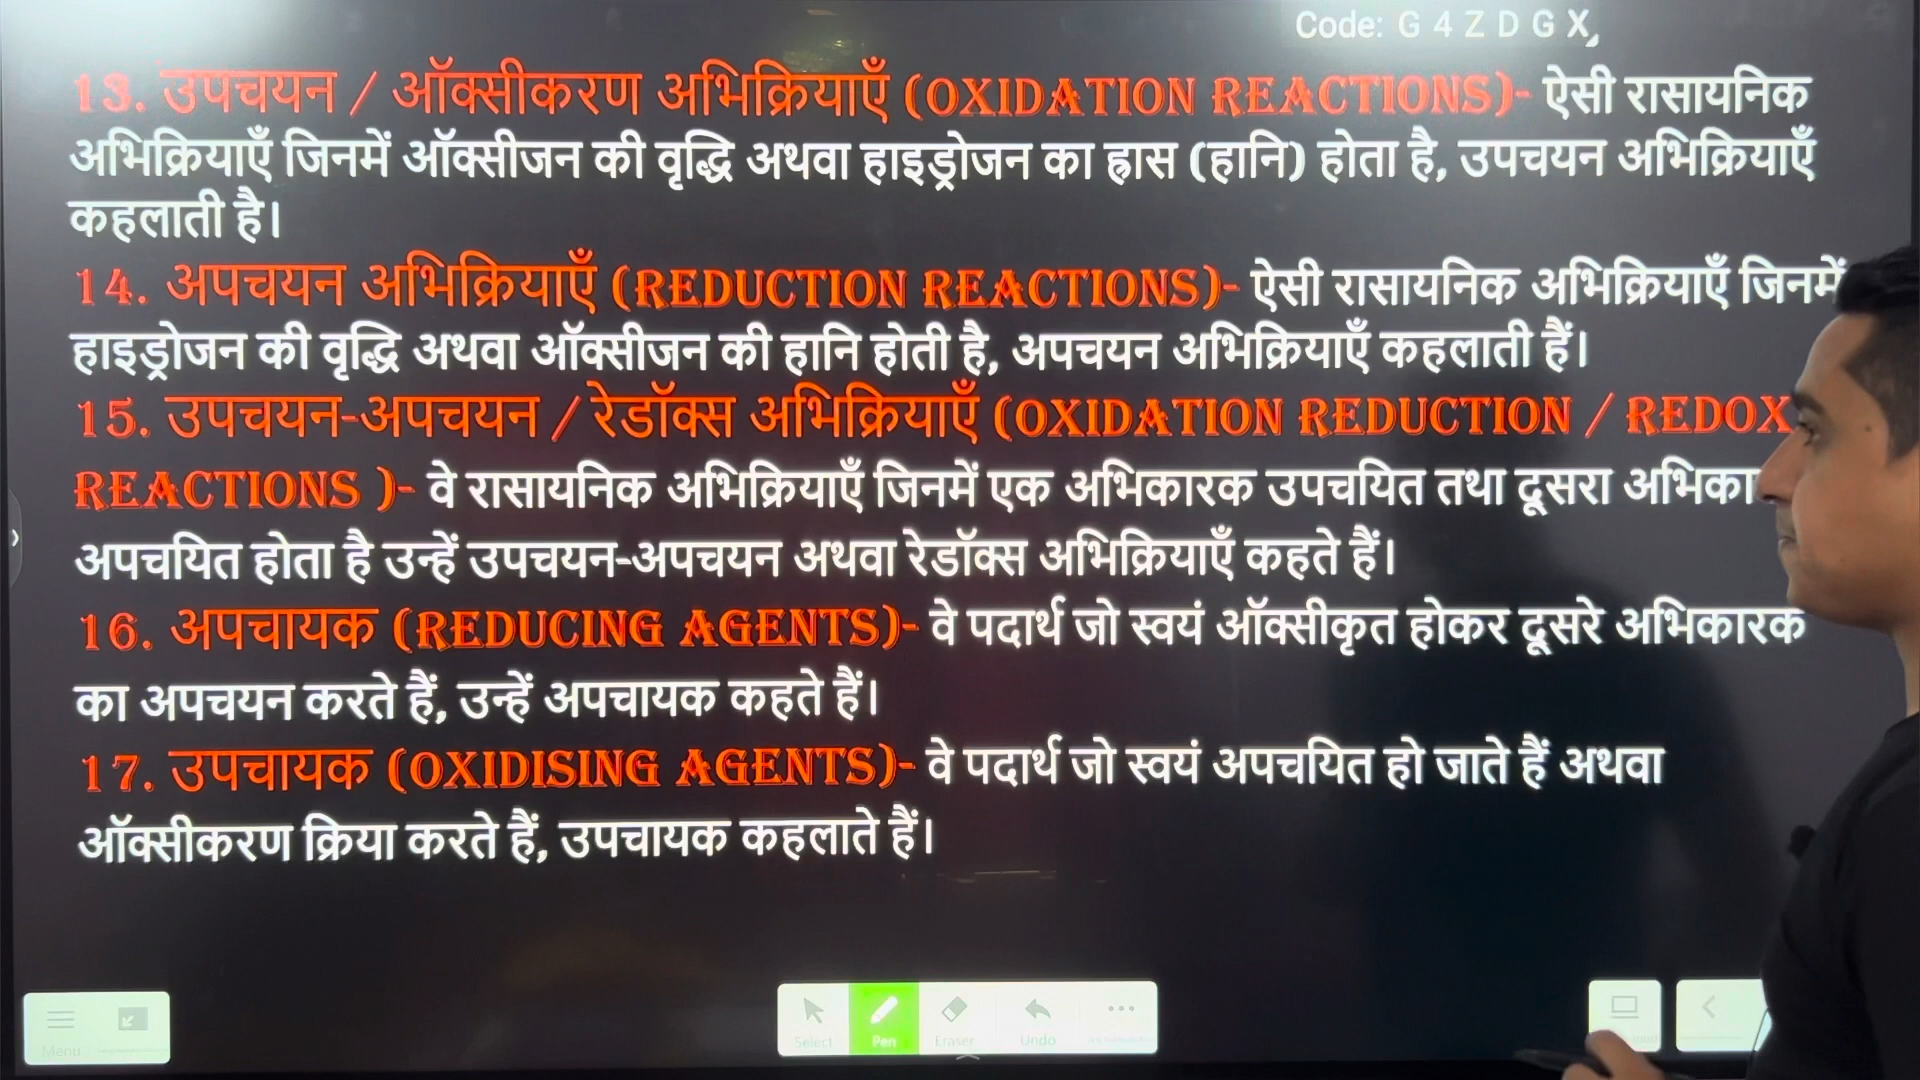 Code: G 4 Z D G X
13. उपचयन / ऑक्सीकरण अभिक्रियाएँ (OXIDATION REACTIONS)- ऐसी रासायनिक
अभिक्रियाएँ जिनमें ऑक्सीजन की वृद्धि अथवा हाइड्रोजन का ह्रास (हानि) होता है, उपचयन अभिक्रियाएँ
कहलाती है।
14. अपचयन अभिक्रियाएँ (REDUCTION REACTIONS)- ऐसी रासायनिक अभिक्रियाएँ जिनमें
हाइड्रोजन की वृद्धि अथवा ऑक्सीजन की हानि होती है, अपचयन अभिक्रियाएँ कहलाती हैं।
15. उपचयन-अपचयन / रेडॉक्स अभिक्रियाएँ (OXIDATION REDUCTION / REDOX
REACTIONS )- वे रासायनिक अभिक्रियाएँ जिनमें एक अभिकारक उपचयित तथा दूसरा अभिका
अपचयित होता है उन्हें उपचयन-अपचयन अथवा रेडॉक्स अभिक्रियाएँ कहते हैं।
16. अपचायक (REDUCING AGENTS)- वे पदार्थ जो स्वयं ऑक्सीकृत होकर दूसरे अभिकारक
का अपचयन करते हैं, उन्हें अपचायक कहते हैं।
17. उपचायक (OXIDISING AGENTS)- वे पदार्थ जो स्वयं अपचयित हो जाते हैं अथवा
ऑक्सीकरण क्रिया करते हैं, उपचायक कहलाते हैं।
Menu Select Pen Eraser Undo